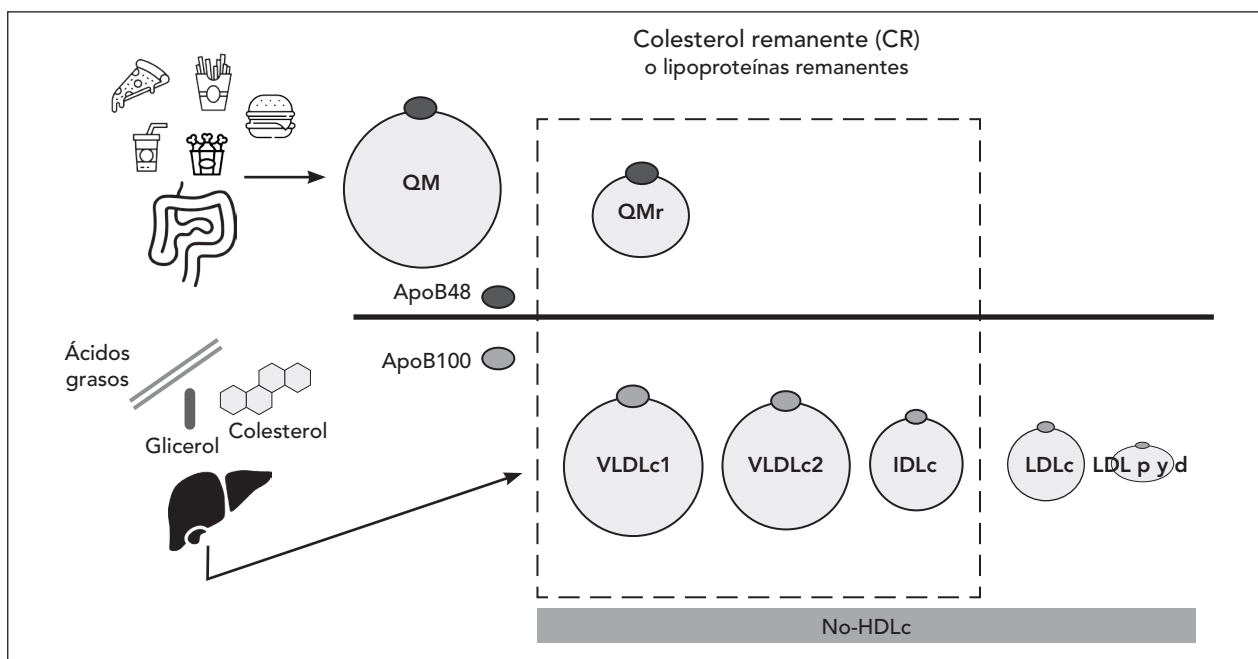 Colesterol remanente (CR)
o lipoproteínas remanentes
QM
QMr
ApoB48
ApoB100
Ácidos
grasos
Glicerol
Colesterol
VLDLc1
VLDLc2
IDLc
LDLc
LDL p y d
No-HDLc